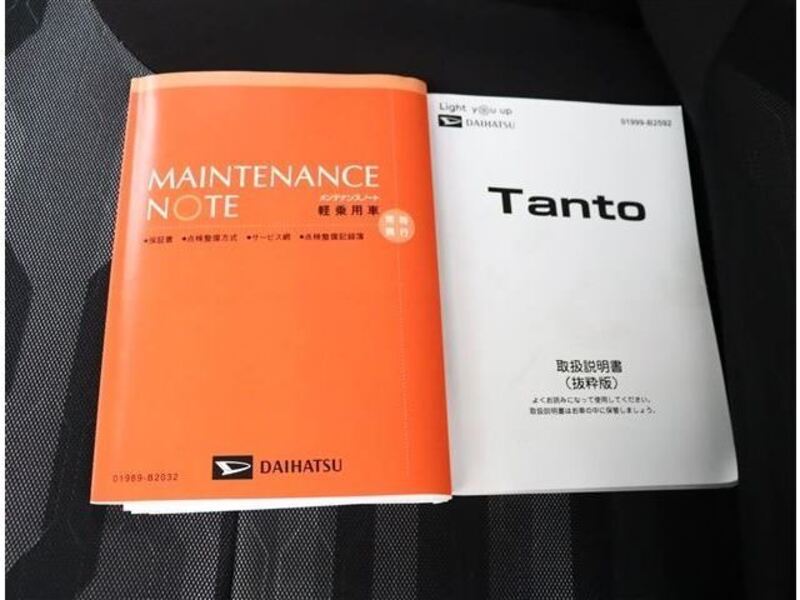 MAINTENANCE
NOTE
メンテナンスノート
軽乗用車
携帯
発行
●保証書 ●点検整備方式 ●サービス網 ●点検整備記録簿
01989-B2032
DAIHATSU
Light you up
DAIHATSU
01999-B2592
Tanto
取扱説明書
(抜粋版)
よくお読みになって使用してください。
取扱説明書はお車の中に保管しましょう。